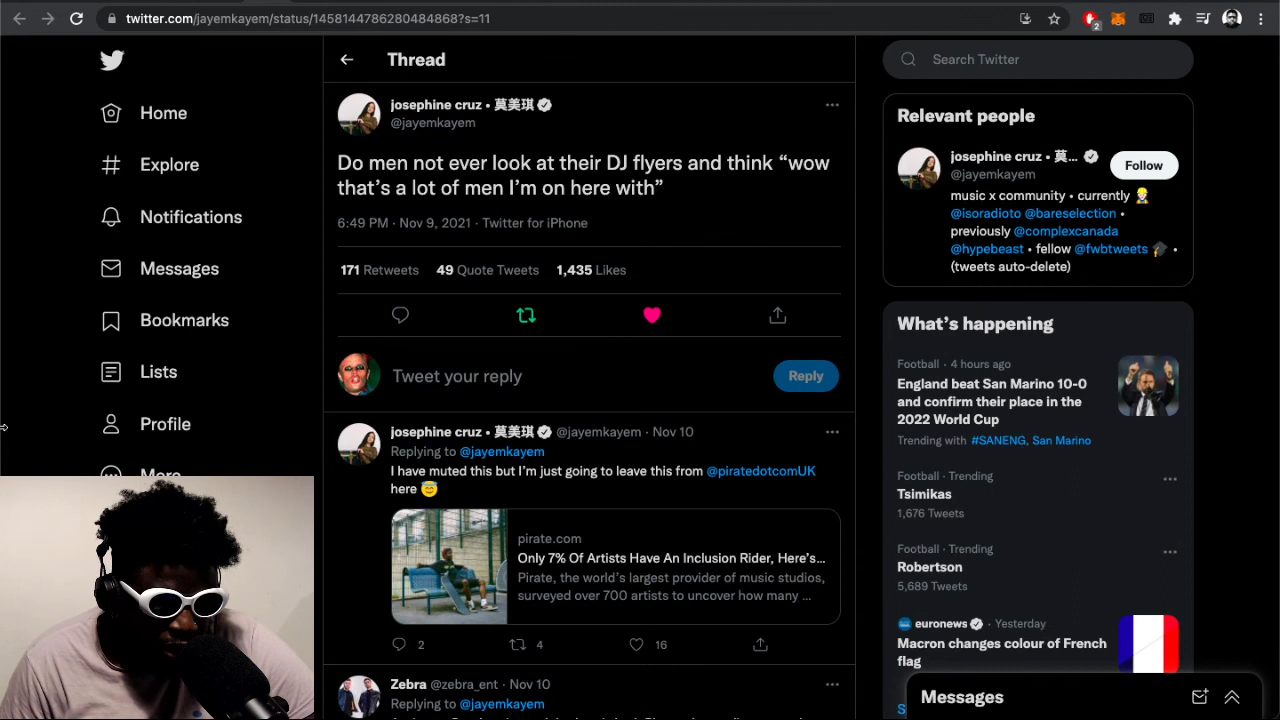 twitter.com/jayemkayem/status/1458144786280484868?s=11
2
Home
Explore
Notifications
Messages
Bookmarks
Lists
Profile
More
Thread
josephine cruz • 莫美琪
@jayemkayem
Do men not ever look at their DJ flyers and think “wow
that’s a lot of men I’m on here with”
6:49 PM · Nov 9, 2021 · Twitter for iPhone
171 Retweets 49 Quote Tweets 1,435 Likes
Tweet your reply
Reply
josephine cruz • 莫美琪 @jayemkayem · Nov 10
Replying to @jayemkayem
I have muted this but I’m just going to leave this from @piratedotcomUK
here 😇
pirate.com
Only 7% Of Artists Have An Inclusion Rider, Here’s...
Pirate, the world’s largest provider of music studios,
surveyed over 700 artists to uncover how many ...
2 4 16
Zebra @zebra_ent · Nov 10
Replying to @jayemkayem
Search Twitter
Relevant people
josephine cruz • 莫...
@jayemkayem
Follow
music x community • currently 👷🏻
@isoradioto @bareselection •
previously @complexcanada
@hypebeast • fellow @fwbtweets 🎓 •
(tweets auto-delete)
What’s happening
Football · 4 hours ago
England beat San Marino 10-0
and confirm their place in the
2022 World Cup
Trending with #SANENG, San Marino
Football · Trending
Tsimikas
1,676 Tweets
Football · Trending
Robertson
5,689 Tweets
euronews · Yesterday
Macron changes colour of French
flag
Messages